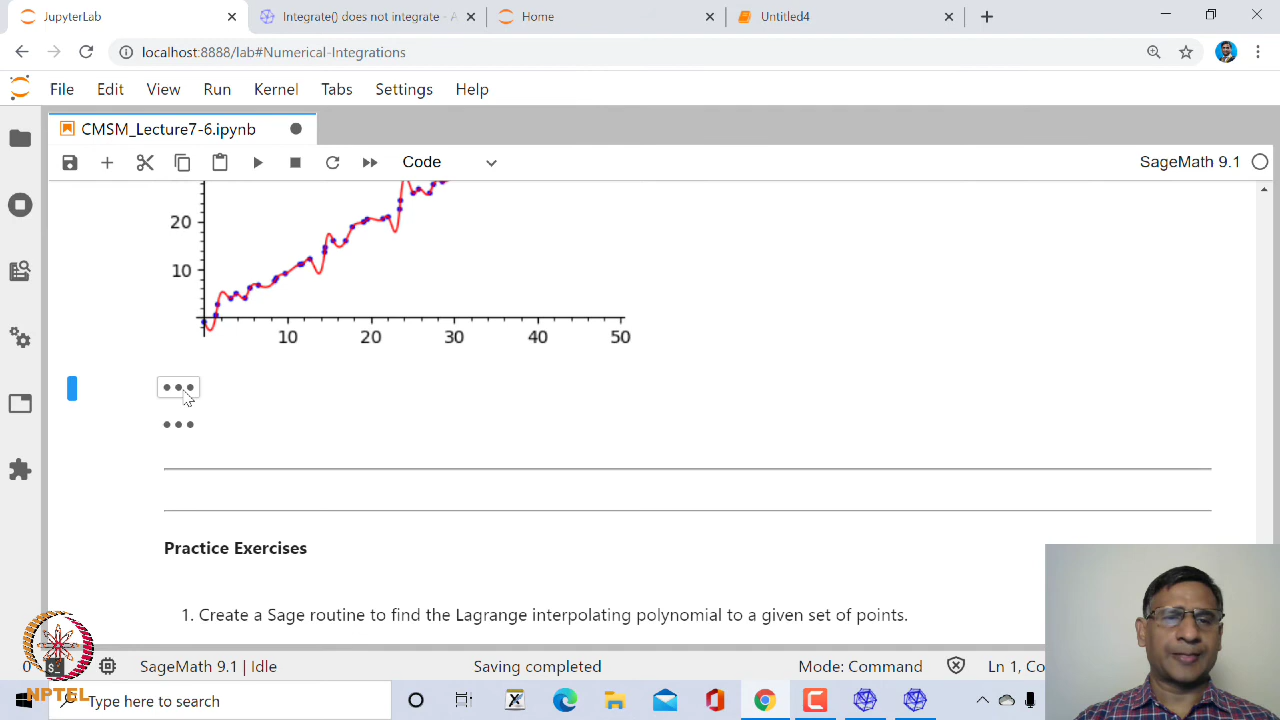 JupyterLab
Integrate() does not integrate - A
Home
Untitled4
localhost:8888/lab#Numerical-Integrations
File Edit View Run Kernel Tabs Settings Help
CMSM_Lecture7-6.ipynb
Code
SageMath 9.1
20
10
10 20 30 40 50
Practice Exercises
1. Create a Sage routine to find the Lagrange interpolating polynomial to a given set of points.
0
$_
SageMath 9.1 | Idle
Saving completed
Mode: Command
Ln 1, Co
NPTEL
Type here to search